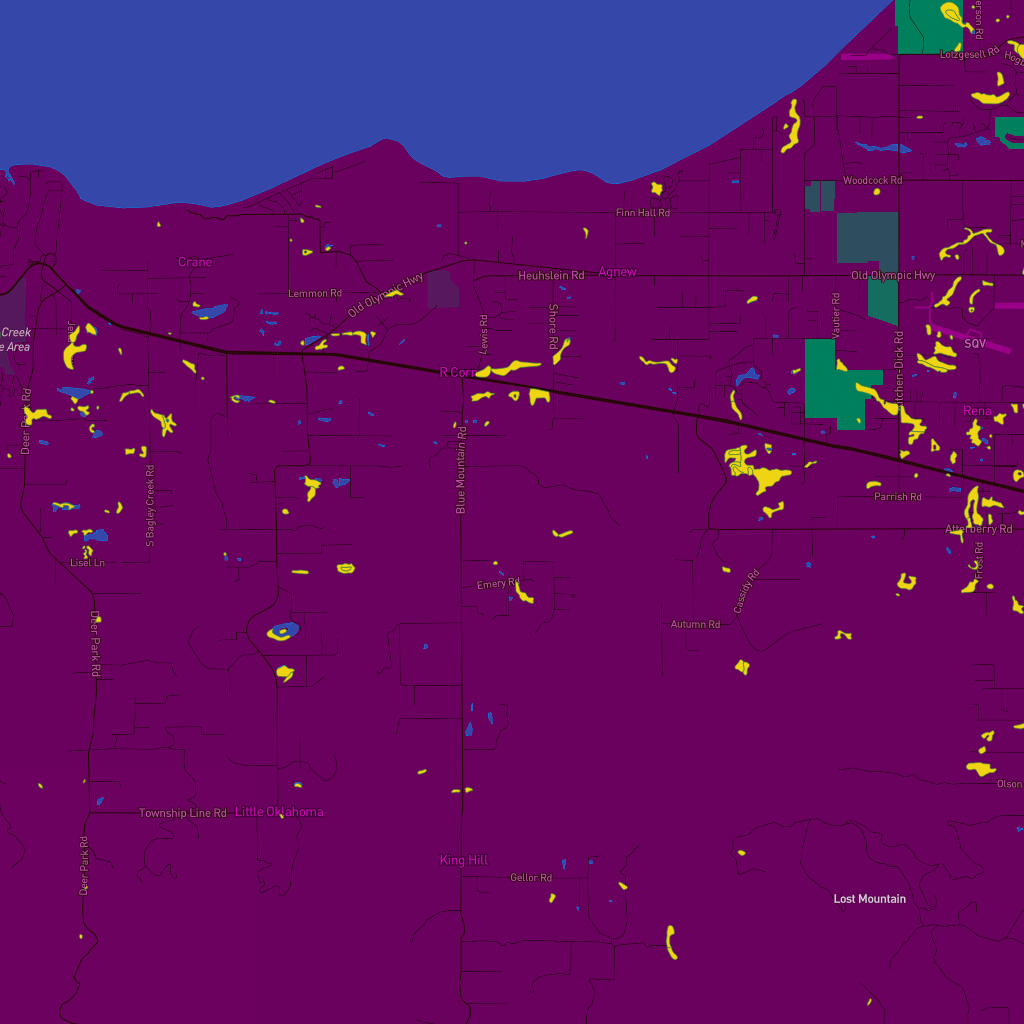 Lotzgesell Rd
Woodcock Rd
Finn Hall Rd
Crane
Agnew
Heuhslein Rd
Old Olympic Hwy
Lemmon Rd
Old Olympic Hwy
Vautier Rd
Shore Rd
Lewis Rd
Creek
e Area
SQV
R Corn
Rena
Deer Park Rd
Blue Mountain Rd
S Bagley Creek Rd
Parrish Rd
Atterberry Rd
Frost Rd
Lisel Ln
Emery Rd
Cassidy Rd
Autumn Rd
Deer Park Rd
Olson
Township Line Rd
Little Oklahoma
Deer Park Rd
King Hill
Gellor Rd
Lost Mountain